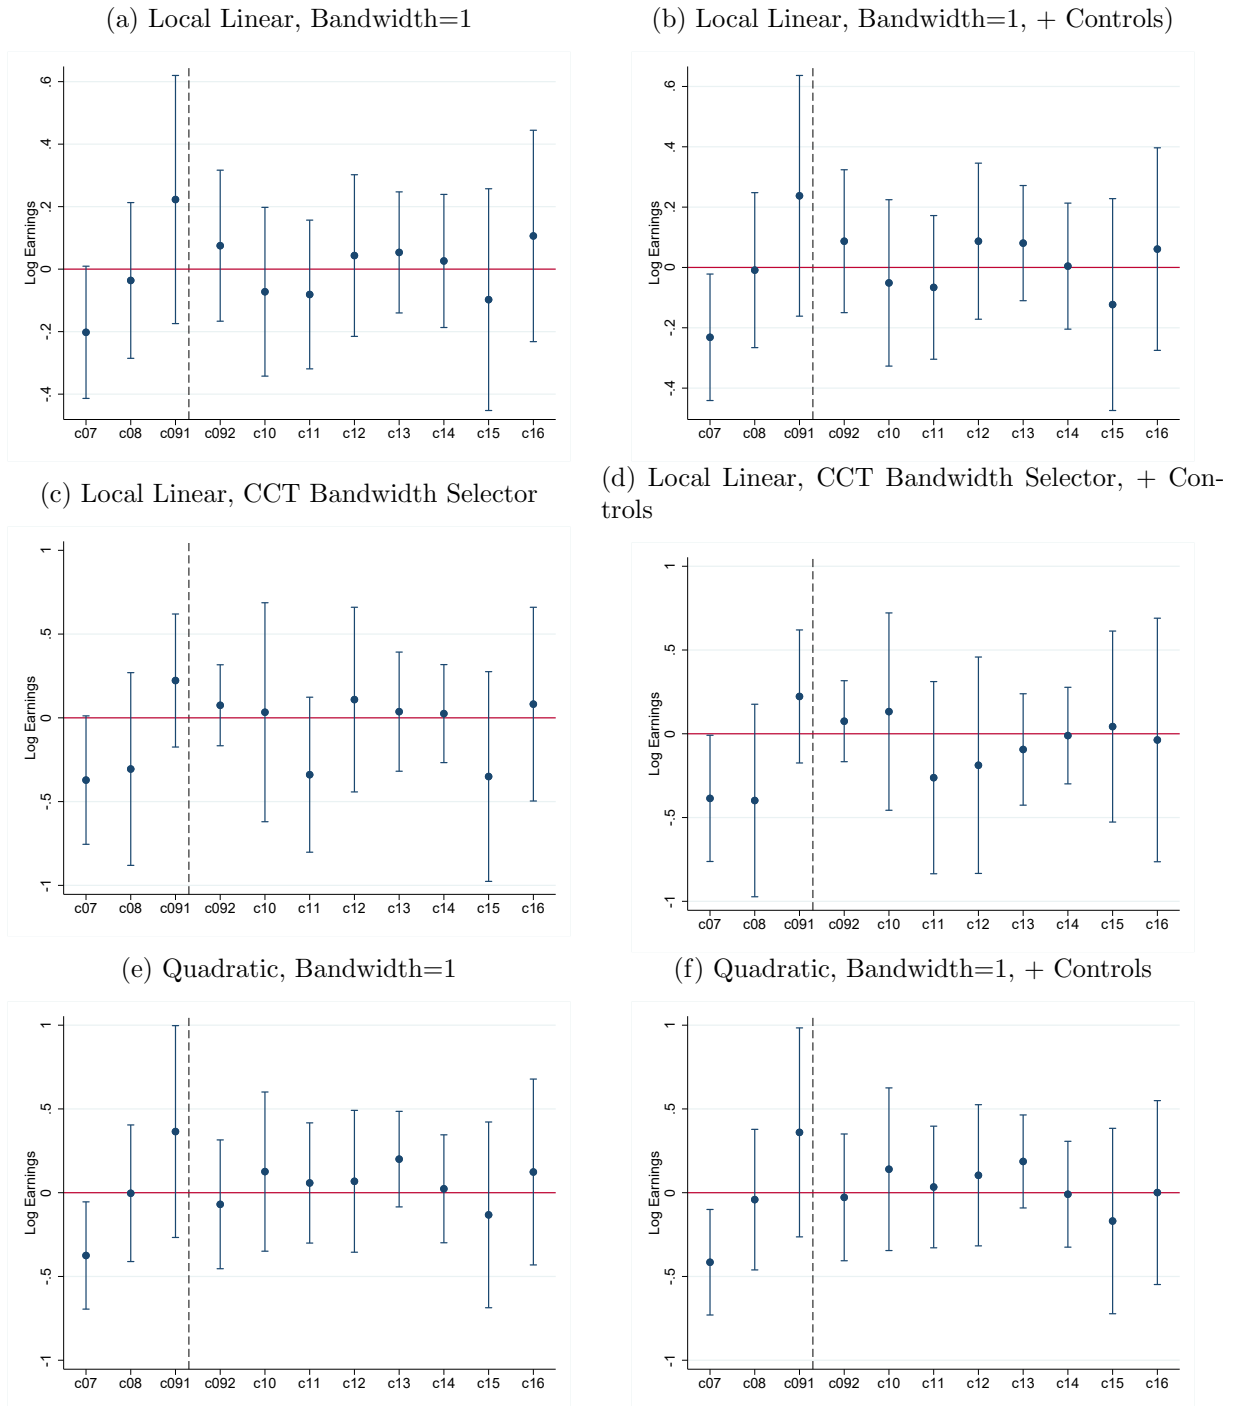 (a) Local Linear, Bandwidth=1
Log Earnings
.6
.4
.2
0
-.2
-.4
c07 c08 c091 c092 c10 c11 c12 c13 c14 c15 c16
(b) Local Linear, Bandwidth=1, + Controls)
Log Earnings
.6
.4
.2
0
-.2
-.4
c07 c08 c091 c092 c10 c11 c12 c13 c14 c15 c16
(c) Local Linear, CCT Bandwidth Selector
Log Earnings
1
.5
0
-.5
-1
c07 c08 c091 c092 c10 c11 c12 c13 c14 c15 c16
(d) Local Linear, CCT Bandwidth Selector, + Con-
trols
Log Earnings
1
.5
0
-.5
-1
c07 c08 c091 c092 c10 c11 c12 c13 c14 c15 c16
(e) Quadratic, Bandwidth=1
Log Earnings
1
.5
0
-.5
-1
c07 c08 c091 c092 c10 c11 c12 c13 c14 c15 c16
(f) Quadratic, Bandwidth=1, + Controls
Log Earnings
1
.5
0
-.5
-1
c07 c08 c091 c092 c10 c11 c12 c13 c14 c15 c16